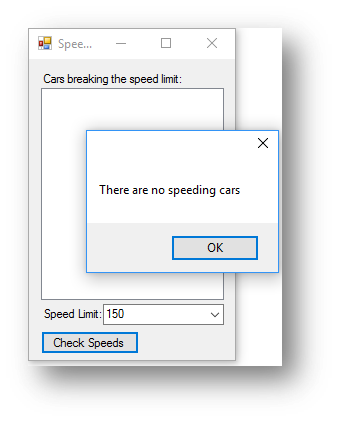 Spee...
Cars breaking the speed limit:
There are no speeding cars
OK
Speed Limit: 150
Check Speeds